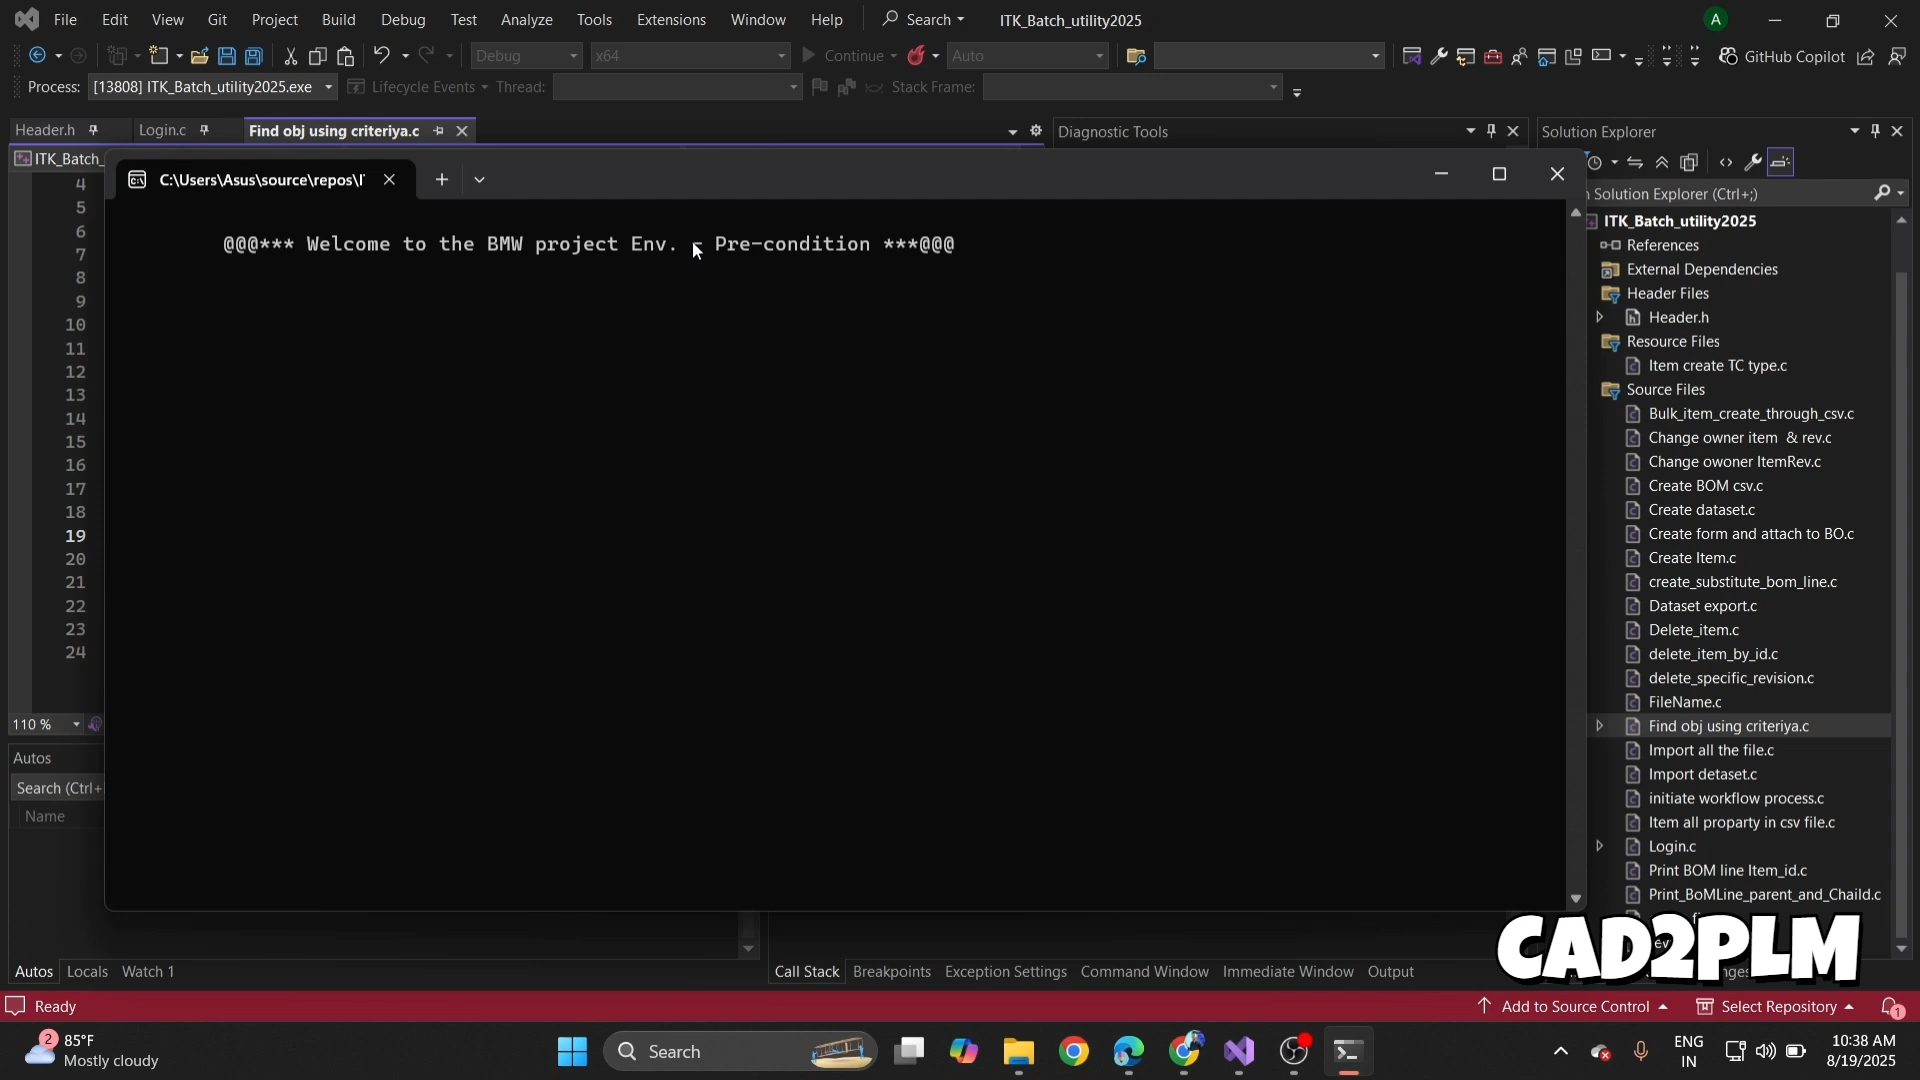 File Edit View Git Project Build Debug Test Analyze Tools Extensions Window Help Search ITK_Batch_utility2025 A
Debug x64 Continue Auto GitHub Copilot
Process: [13808] ITK_Batch_utility2025.exe Lifecycle Events Thread: Stack Frame:
Header.h Login.c Find obj using criteriya.c Diagnostic Tools Solution Explorer
ITK_Batch_
C:\Users\Asus\source\repos\I
Solution Explorer (Ctrl+;)
@@@*** Welcome to the BMW project Env. - Pre-condition ***@@@
4
5
6
7
8
9
10
11
12
13
14
15
16
17
18
19
20
21
22
23
24
110 %
Autos
Search (Ctrl+
Name
ITK_Batch_utility2025
References
External Dependencies
Header Files
Header.h
Resource Files
Item create TC type.c
Source Files
Bulk_item_create_through_csv.c
Change owner item & rev.c
Change owoner ItemRev.c
Create BOM csv.c
Create dataset.c
Create form and attach to BO.c
Create Item.c
create_substitute_bom_line.c
Dataset export.c
Delete_item.c
delete_item_by_id.c
delete_specific_revision.c
FileName.c
Find obj using criteriya.c
Import all the file.c
Import detaset.c
initiate workflow process.c
Item all proparty in csv file.c
Login.c
Print BOM line Item_id.c
Print_BoMLine_parent_and_Chaild.c
CAD2PLM
Autos Locals Watch 1 Call Stack Breakpoints Exception Settings Command Window Immediate Window Output
Ready Add to Source Control Select Repository 1
2 85°F
Mostly cloudy
Search
ENG
IN
10:38 AM
8/19/2025